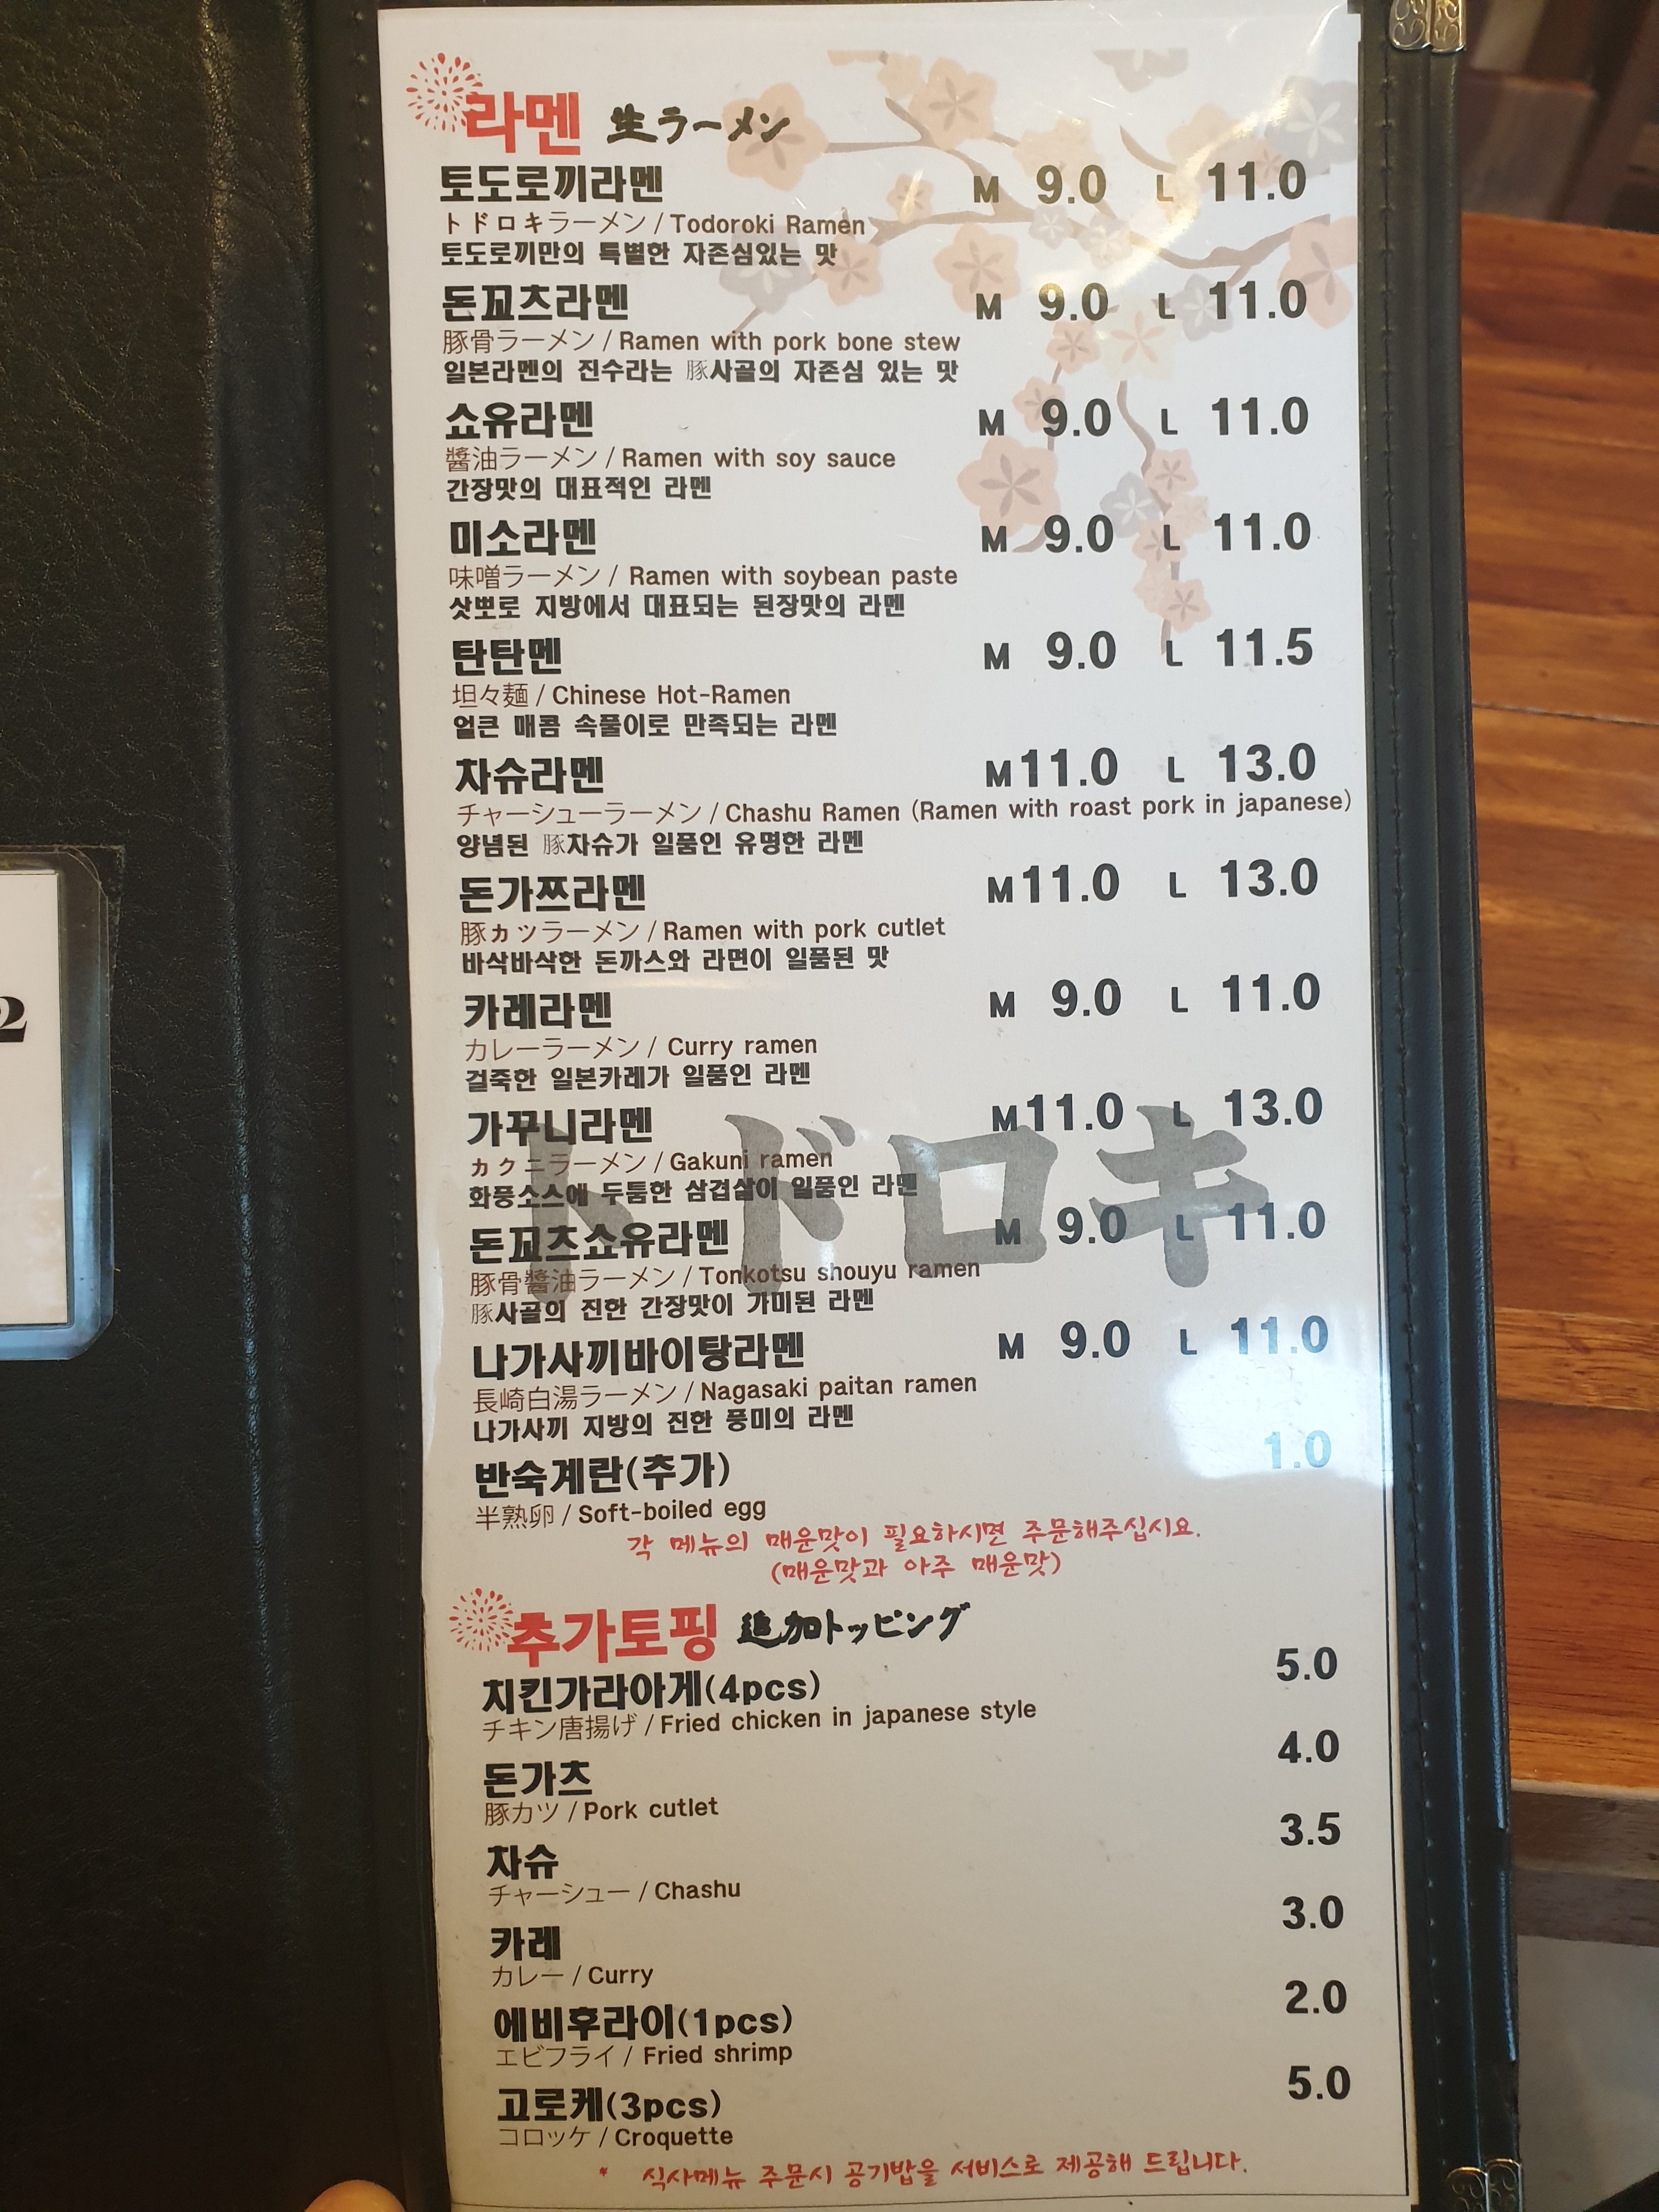 라멘 生ラーメン
토도로끼라멘 M 9.0 L 11.0
トドロキラーメン / Todoroki Ramen
토도로끼만의 특별한 자존심있는 맛
돈꼬츠라멘 M 9.0 L 11.0
豚骨ラーメン / Ramen with pork bone stew
일본라멘의 진수라는 豚사골의 자존심 있는 맛
쇼유라멘 M 9.0 L 11.0
醬油ラーメン / Ramen with soy sauce
간장맛의 대표적인 라멘
미소라멘 M 9.0 L 11.0
味噌ラーメン / Ramen with soybean paste
삿뽀로 지방에서 대표되는 된장맛의 라멘
탄탄멘 M 9.0 L 11.5
坦々麺 / Chinese Hot-Ramen
얼큰 매콤 속풀이로 만족되는 라멘
차슈라멘 M 11.0 L 13.0
チャーシューラーメン / Chashu Ramen (Ramen with roast pork in japanese)
양념된 豚차슈가 일품인 유명한 라멘
돈가쯔라멘 M 11.0 L 13.0
豚カツラーメン / Ramen with pork cutlet
바삭바삭한 돈까스와 라면이 일품된 맛
카레라멘 M 9.0 L 11.0
カレーラーメン / Curry ramen
걸죽한 일본카레가 일품인 라멘
가꾸니라멘 M 11.0 L 13.0
カクニラーメン / Gakuni ramen
화풍소스에 두툼한 삼겹살이 일품인 라멘
トドロキ
돈꼬츠쇼유라멘 M 9.0 L 11.0
豚骨醬油ラーメン / Tonkotsu shouyu ramen
豚사골의 진한 간장맛이 가미된 라멘
나가사끼바이탕라멘 M 9.0 L 11.0
長崎白湯ラーメン / Nagasaki paitan ramen
나가사끼 지방의 진한 풍미의 라멘
반숙계란(추가) 1.0
半熟卵 / Soft-boiled egg
각 메뉴의 매운맛이 필요하시면 주문해주십시요.
(매운맛과 아주 매운맛)
추가토핑 追加トッピング
치킨가라아게(4pcs) 5.0
チキン唐揚げ / Fried chicken in japanese style
돈가츠 4.0
豚カツ / Pork cutlet
차슈 3.5
チャーシュー / Chashu
카레 3.0
カレー / Curry
에비후라이(1pcs) 2.0
エビフライ / Fried shrimp
고로케(3pcs) 5.0
コロッケ / Croquette
* 식사메뉴 주문시 공기밥을 서비스로 제공해 드립니다.
2